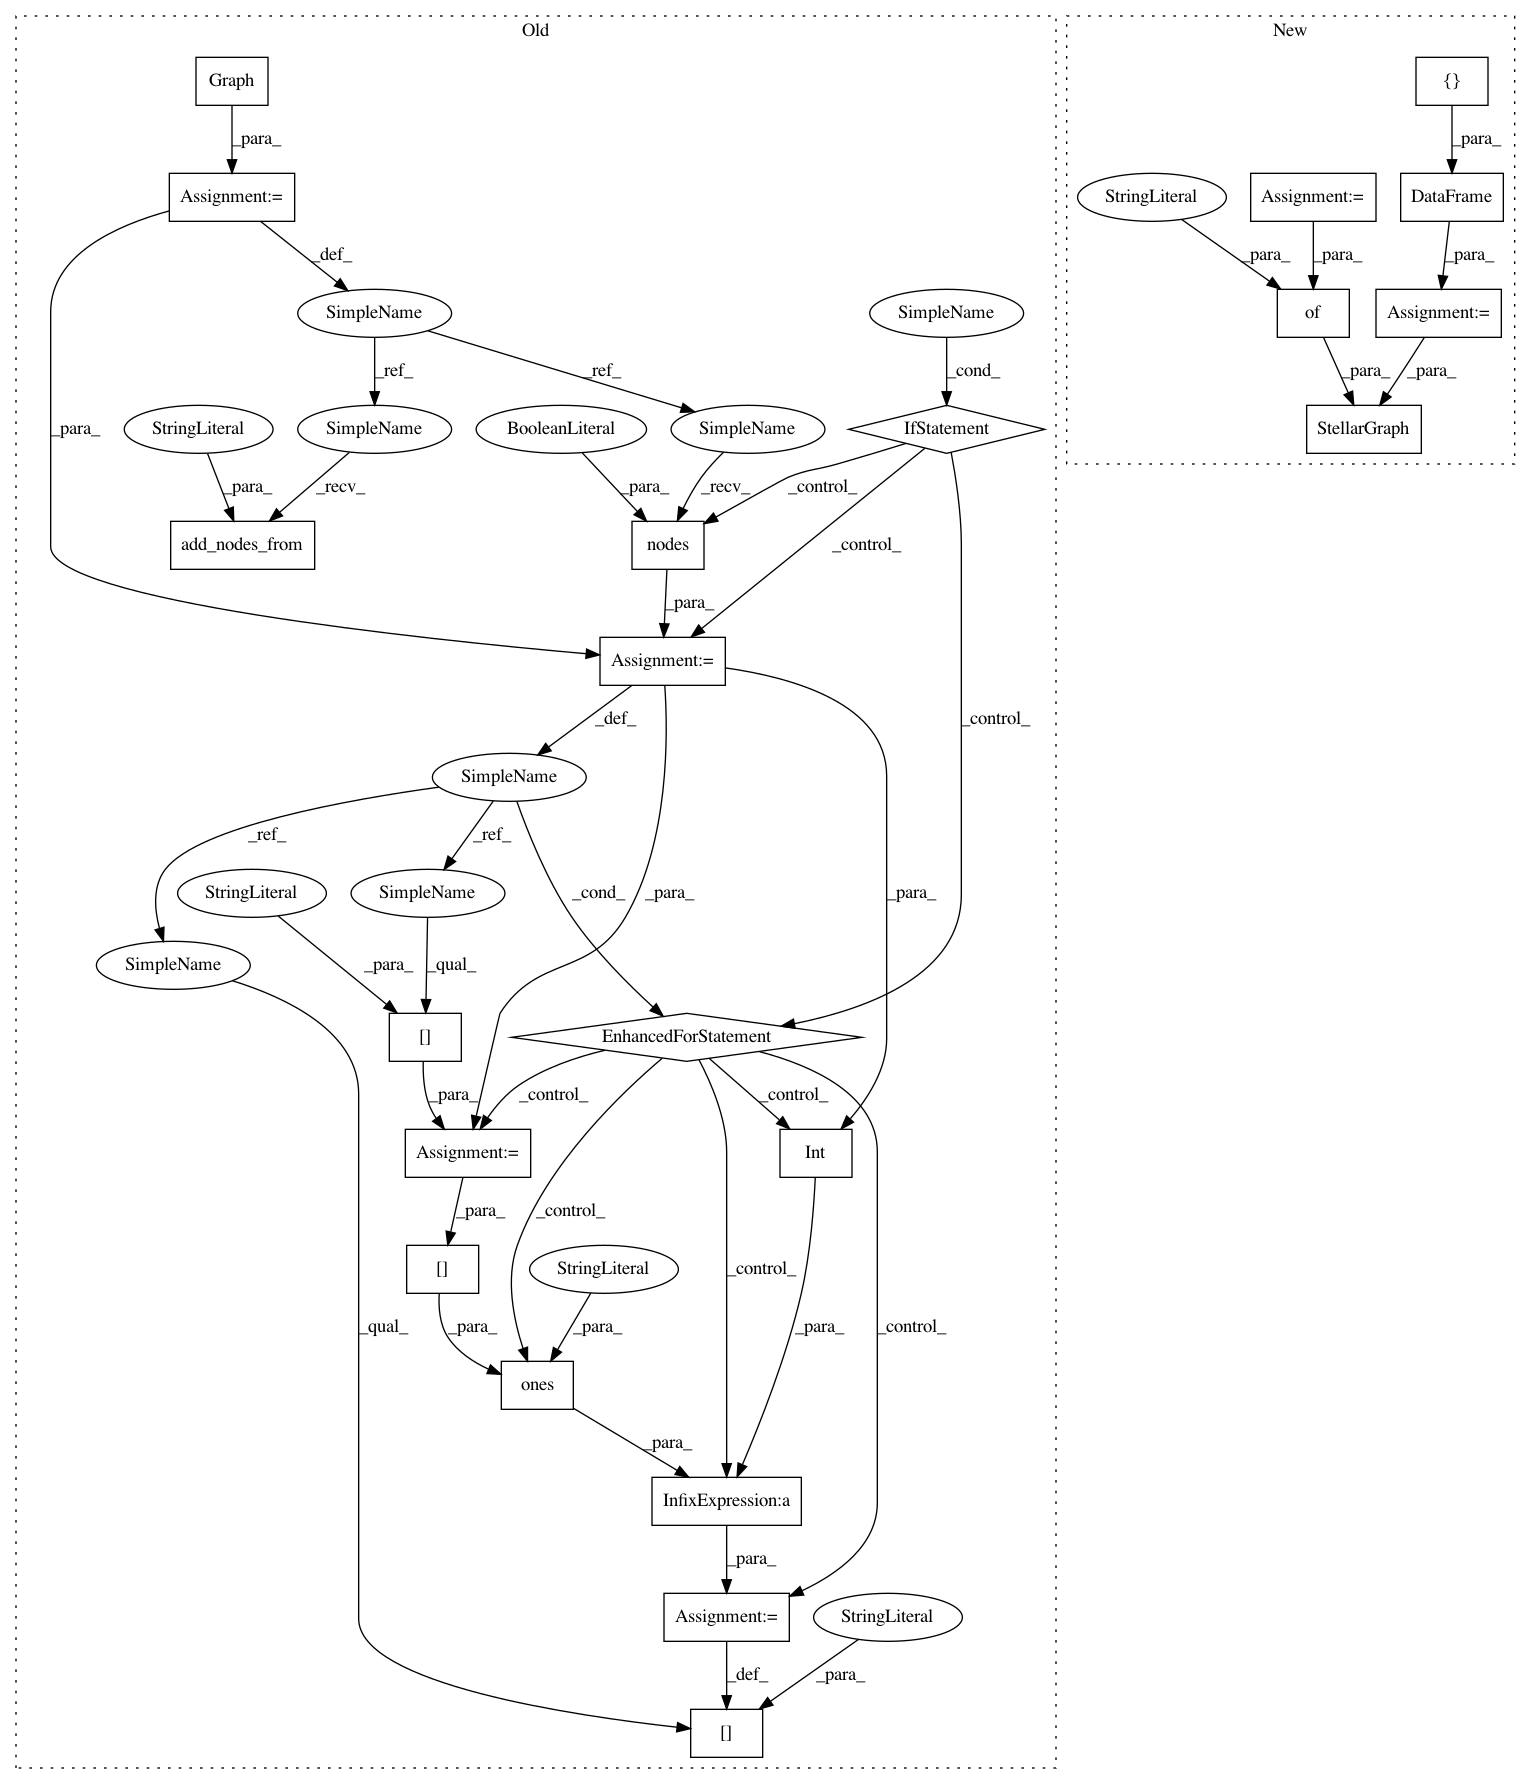 Old
New
Graph
{}
_para_
_para_
Assignment:=
StringLiteral
Assignment:=
DataFrame
_def_
_para_
_para_
_para_
SimpleName
SimpleName
of
Assignment:=
_ref_
_ref_
_cond_
_para_
_para_
_para_
StringLiteral
SimpleName
BooleanLiteral
SimpleName
IfStatement
StellarGraph
_para_
_recv_
_para_
_recv_
_control_
add_nodes_from
nodes
_control_
_para_
Assignment:=
_def_
_control_
SimpleName
_ref_
_ref_
StringLiteral
SimpleName
_cond_
_para_
_para_
SimpleName
_para_
_qual_
[]
EnhancedForStatement
_para_
_control_
_control_
Assignment:=
Int
_para_
_control_
[]
StringLiteral
_control_
_para_
_para_
_para_
_control_
_qual_
ones
_para_
InfixExpression:a
_para_
Assignment:=
StringLiteral
_def_
_para_
[]